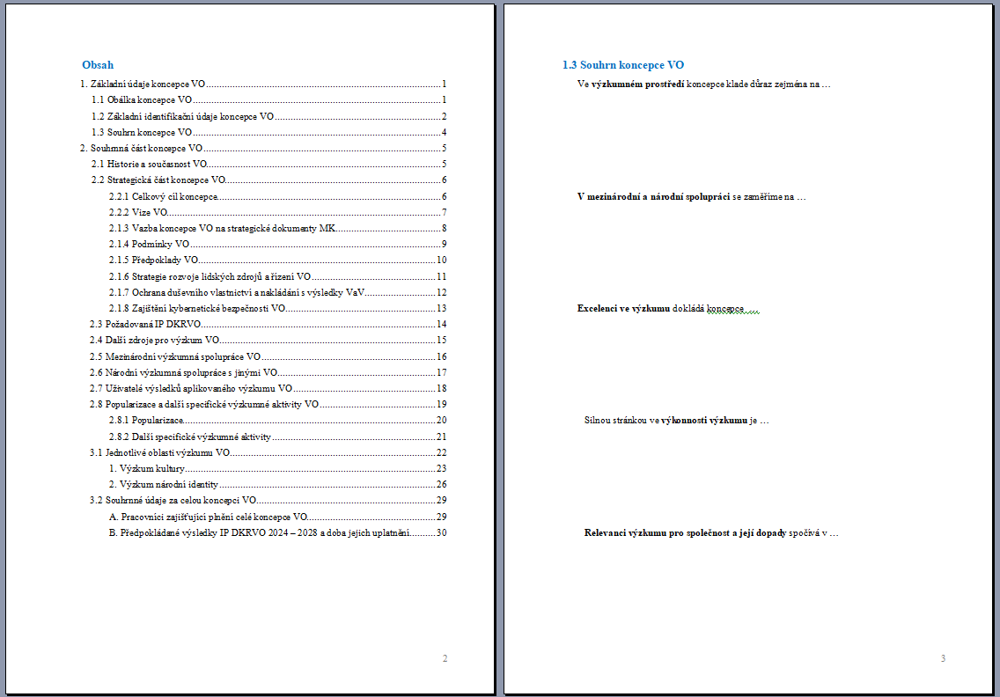 Obsah
1. Základní údaje koncepce VO ........ 1
1.1 Obálka koncepce VO ........ 1
1.2 Základní identifikační údaje koncepce VO ........ 2
1.3 Souhrn koncepce VO ........ 4
2. Souhrnná část koncepce VO ........ 5
2.1 Historie a současnost VO ........ 5
2.2 Strategická část koncepce VO ........ 6
2.2.1 Celkový cíl koncepce ........ 6
2.2.2 Vize VO ........ 7
2.1.3 Vazba koncepce VO na strategické dokumenty MK ........ 8
2.1.4 Podmínky VO ........ 9
2.1.5 Předpoklady VO ........ 10
2.1.6 Strategie rozvoje lidských zdrojů a řízení VO ........ 11
2.1.7 Ochrana duševního vlastnictví a nakládání s výsledky VaV ........ 12
2.1.8 Zajištění kybernetické bezpečnosti VO ........ 13
2.3 Požadovaná IP DKRVO ........ 14
2.4 Další zdroje pro výzkum VO ........ 15
2.5 Mezinárodní výzkumná spolupráce VO ........ 16
2.6 Národní výzkumná spolupráce s jinými VO ........ 17
2.7 Uživatelé výsledků aplikovaného výzkumu VO ........ 18
2.8 Popularizace a další specifické výzkumné aktivity VO ........ 19
2.8.1 Popularizace ........ 20
2.8.2 Další specifické výzkumné aktivity ........ 21
3.1 Jednotlivé oblasti výzkumu VO ........ 22
1. Výzkum kultury ........ 23
2. Výzkum národní identity ........ 26
3.2 Souhrnné údaje za celou koncepci VO ........ 29
A. Pracovníci zajišťující plnění celé koncepce VO ........ 29
B. Předpokládané výsledky IP DKRVO 2024 – 2028 a doba jejich uplatnění ........ 30
2
1.3 Souhrn koncepce VO
Ve výzkumném prostředí koncepce klade důraz zejména na …
V mezinárodní a národní spolupráci se zaměříme na …
Excelenci ve výzkumu dokládá koncepce…..
Silnou stránkou ve výkonnosti výzkumu je …
Relevanci výzkumu pro společnost a její dopady spočívá v …
3